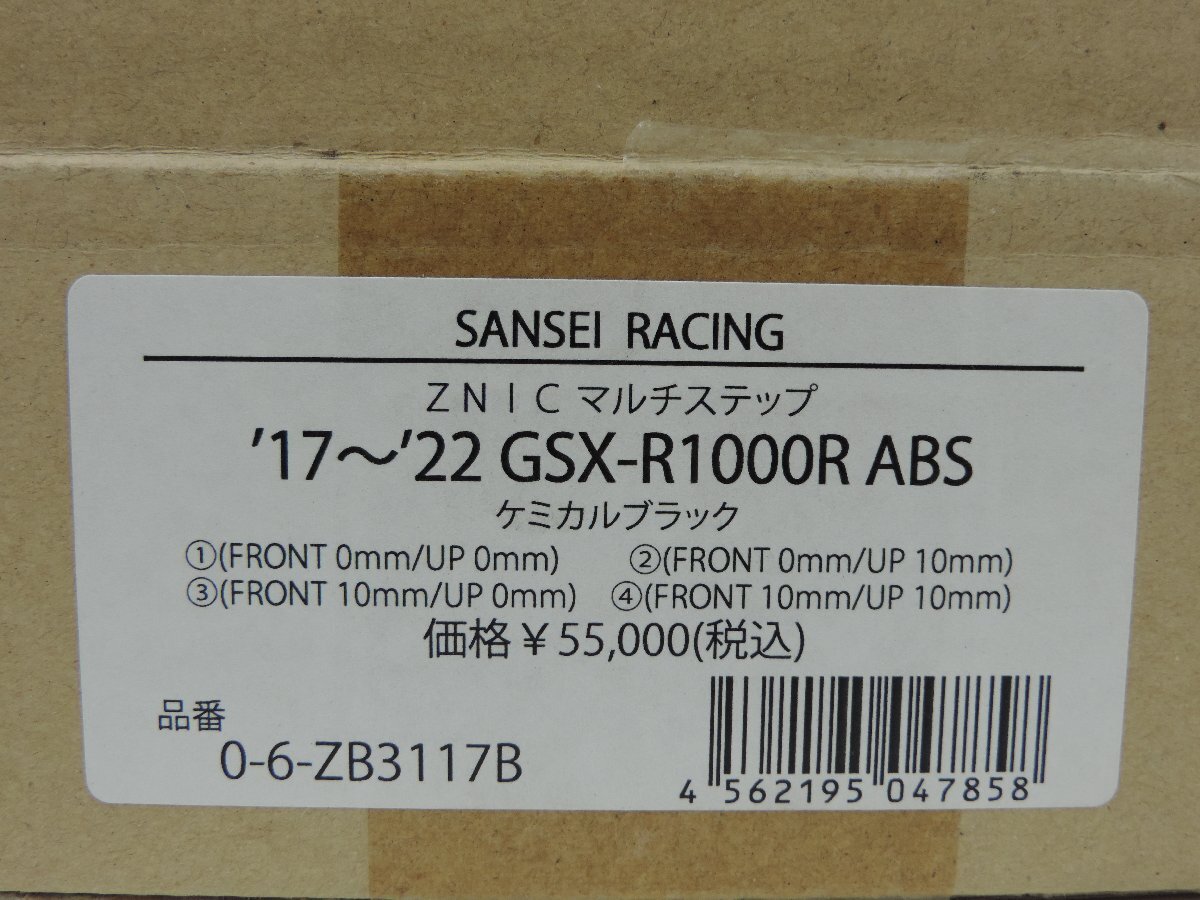 SANSEI RACING
ＺＮＩＣマルチステップ
'17～'22 GSX-R1000R ABS
ケミカルブラック
①(FRONT 0mm/UP 0mm) ②(FRONT 0mm/UP 10mm)
③(FRONT 10mm/UP 0mm) ④(FRONT 10mm/UP 10mm)
価格￥55,000(税込)
品番
0-6-ZB3117B
4 562195 047858